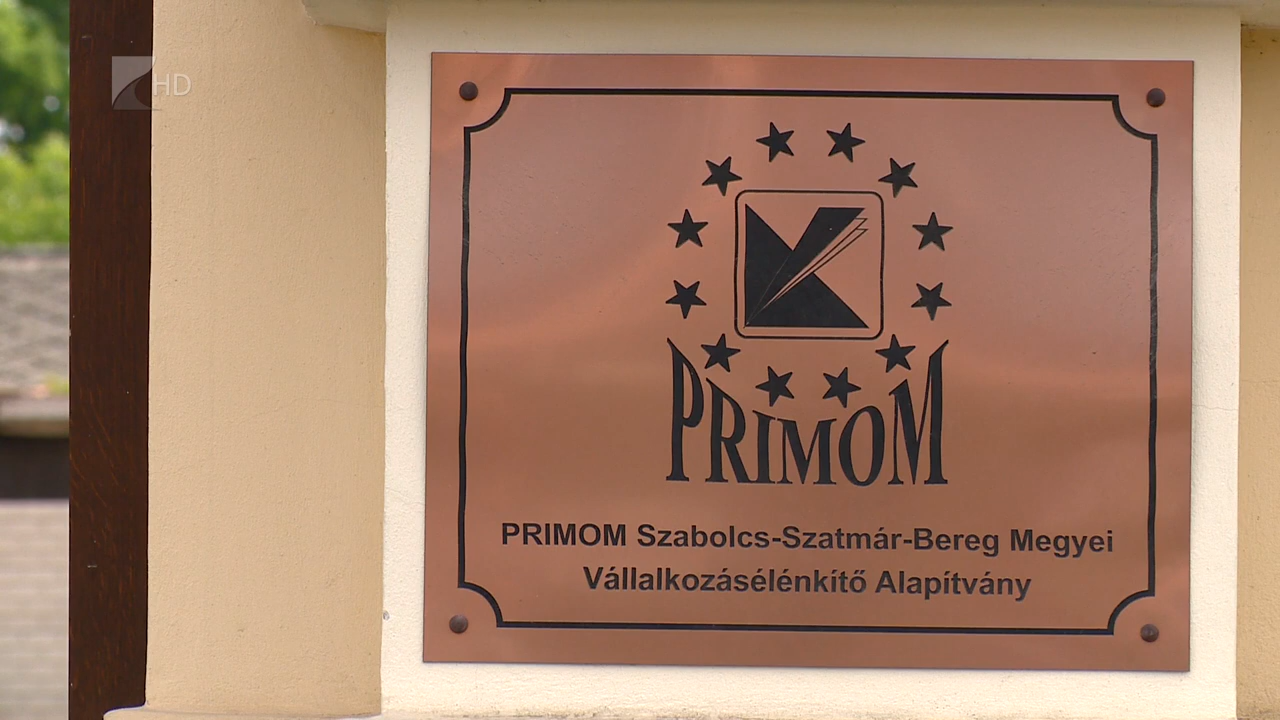 HD
PRIMOM
PRIMOM Szabolcs-Szatmár-Bereg Megyei
Vállalkozásélénkítő Alapítvány